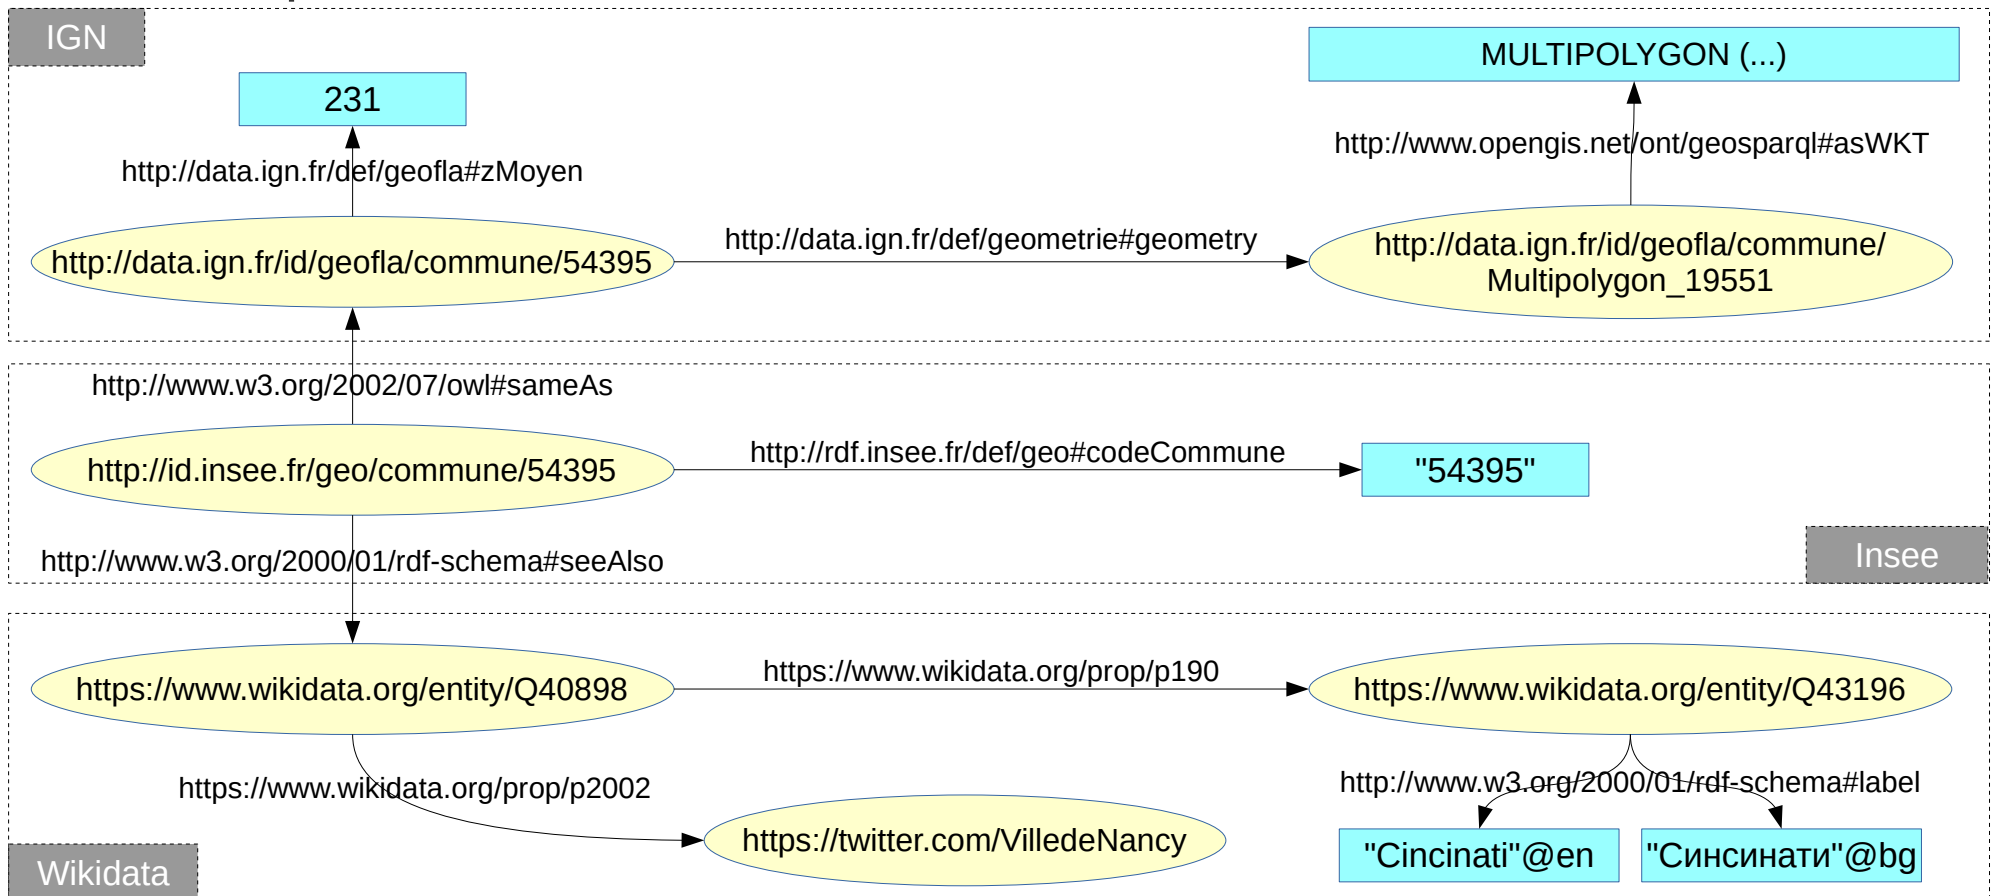 IGN
MULTIPOLYGON (...)
231
http://www.opengis.net/ont/geosparql#asWKT
http://data.ign.fr/def/geofla#zMoyen
http://data.ign.fr/def/geometrie#geometry
http://data.ign.fr/id/geofla/commune/54395
http://data.ign.fr/id/geofla/commune/
Multipolygon_19551
http://www.w3.org/2002/07/owl#sameAs
http://rdf.insee.fr/def/geo#codeCommune
http://id.insee.fr/geo/commune/54395
"54395"
http://www.w3.org/2000/01/rdf-schema#seeAlso
Insee
https://www.wikidata.org/prop/p190
https://www.wikidata.org/entity/Q40898
https://www.wikidata.org/entity/Q43196
https://www.wikidata.org/prop/p2002
http://www.w3.org/2000/01/rdf-schema#label
https://twitter.com/VilledeNancy
"Cincinati"@en
"Синсинати"@bg
Wikidata